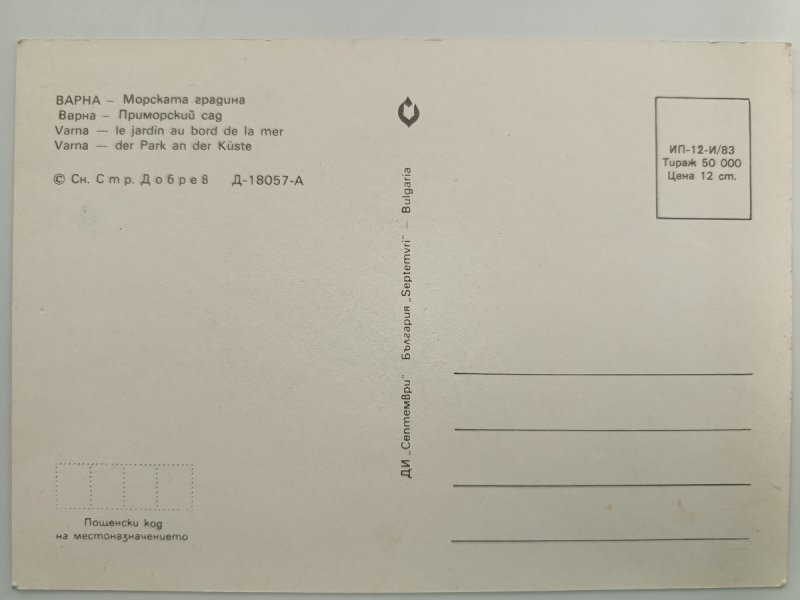 ВАРНА – Морската градина
Варна – Приморский сад
Varna — le jardin au bord de la mer
Varna — der Park an der Küste
© Сн. Стр. Добрев Д-18057-А
ДИ „Септември" България „Septemvri" — Bulgaria
ИП-12-И/83
Тираж 50 000
Цена 12 ст.
Пощенски код
на местоназначението